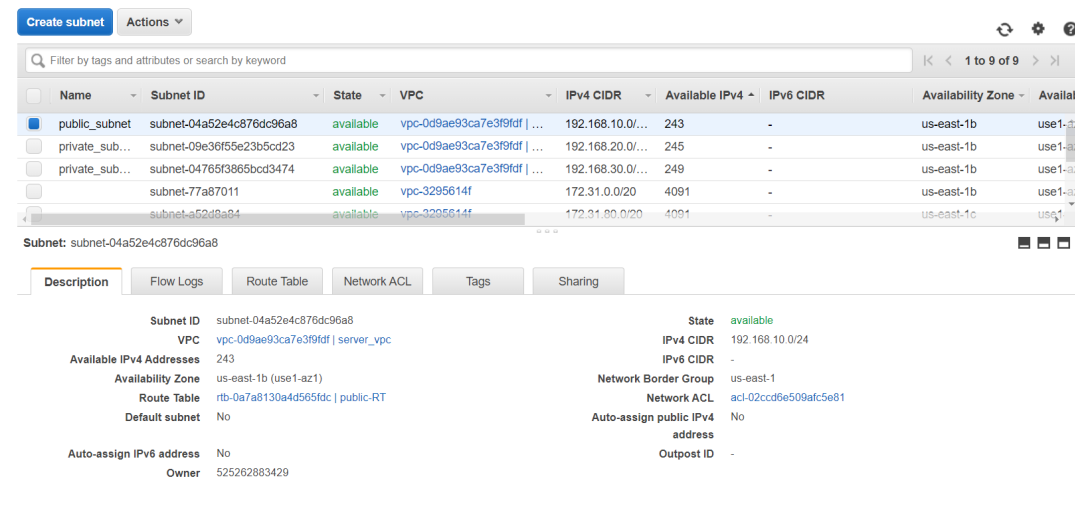 Create subnet Actions
Filter by tags and attributes or search by keyword 1 to 9 of 9
Name Subnet ID State VPC IPv4 CIDR Available IPv4 IPv6 CIDR Availability Zone Availal
public_subnet subnet-04a52e4c876dc96a8 available vpc-0d9ae93ca7e3f9fdf | ... 192.168.10.0/... 243 - us-east-1b use1-a
private_sub... subnet-09e36f55e23b5cd23 available vpc-0d9ae93ca7e3f9fdf | ... 192.168.20.0/... 245 - us-east-1b use1-a
private_sub... subnet-04765f3865bcd3474 available vpc-0d9ae93ca7e3f9fdf | ... 192.168.30.0/... 249 - us-east-1b use1-a
subnet-77a87011 available vpc-3295614f 172.31.0.0/20 4091 - us-east-1b use1-a
subnet-a52d8a84 available vpc-3295614f 172.31.80.0/20 4091 - us-east-1c use1-
Subnet: subnet-04a52e4c876dc96a8
Description Flow Logs Route Table Network ACL Tags Sharing
Subnet ID subnet-04a52e4c876dc96a8 State available
VPC vpc-0d9ae93ca7e3f9fdf | server_vpc IPv4 CIDR 192.168.10.0/24
Available IPv4 Addresses 243 IPv6 CIDR -
Availability Zone us-east-1b (use1-az1) Network Border Group us-east-1
Route Table rtb-0a7a8130a4d565fdc | public-RT Network ACL acl-02ccd6e509afc5e81
Default subnet No Auto-assign public IPv4 No
address
Auto-assign IPv6 address No Outpost ID -
Owner 525262883429